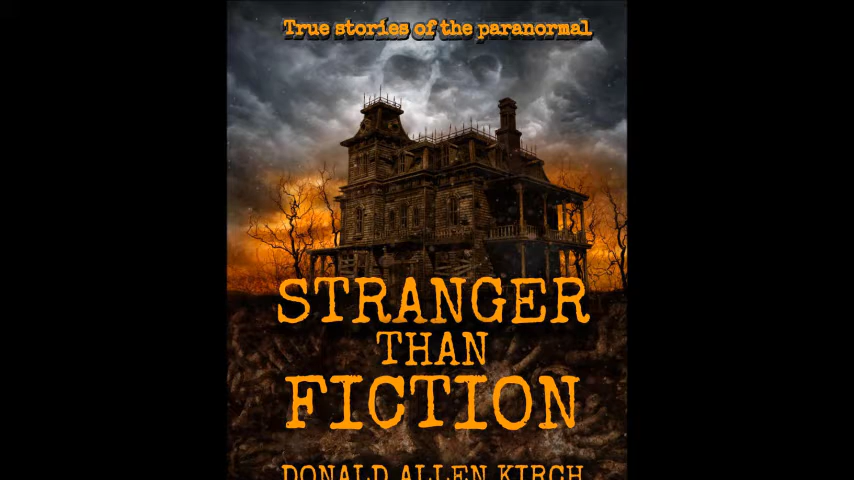 True stories of the paranormal
STRANGER
THAN
FICTION
DONALD ALLEN KIRCH